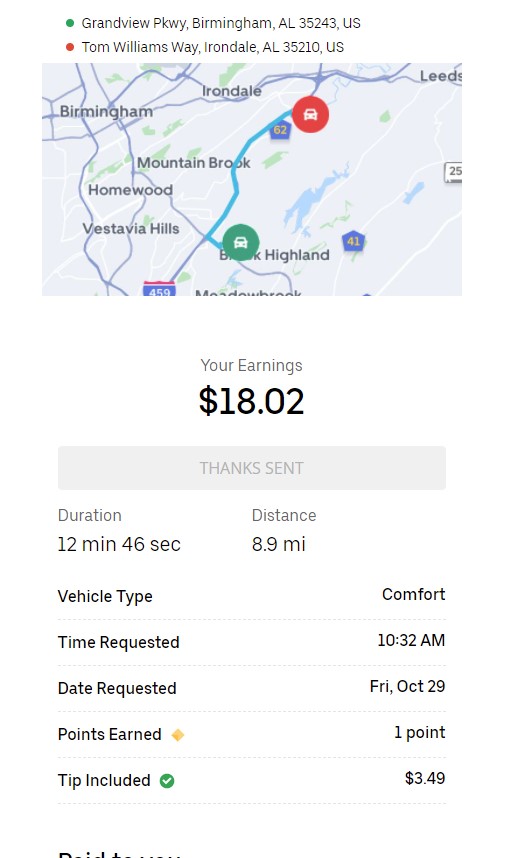 Grandview Pkwy, Birmingham, AL 35243, US
Tom Williams Way, Irondale, AL 35210, US
Leeds
Irondale
Birmingham
62
Mountain Brook
25
Homewood
Vestavia Hills
41
Highland
459
Meadowbrook
Your Earnings
$18.02
THANKS SENT
Duration
Distance
12 min 46 sec
8.9 mi
Vehicle Type
Comfort
Time Requested
10:32 AM
Date Requested
Fri, Oct 29
Points Earned
1 point
Tip Included
$3.49
Paid to you